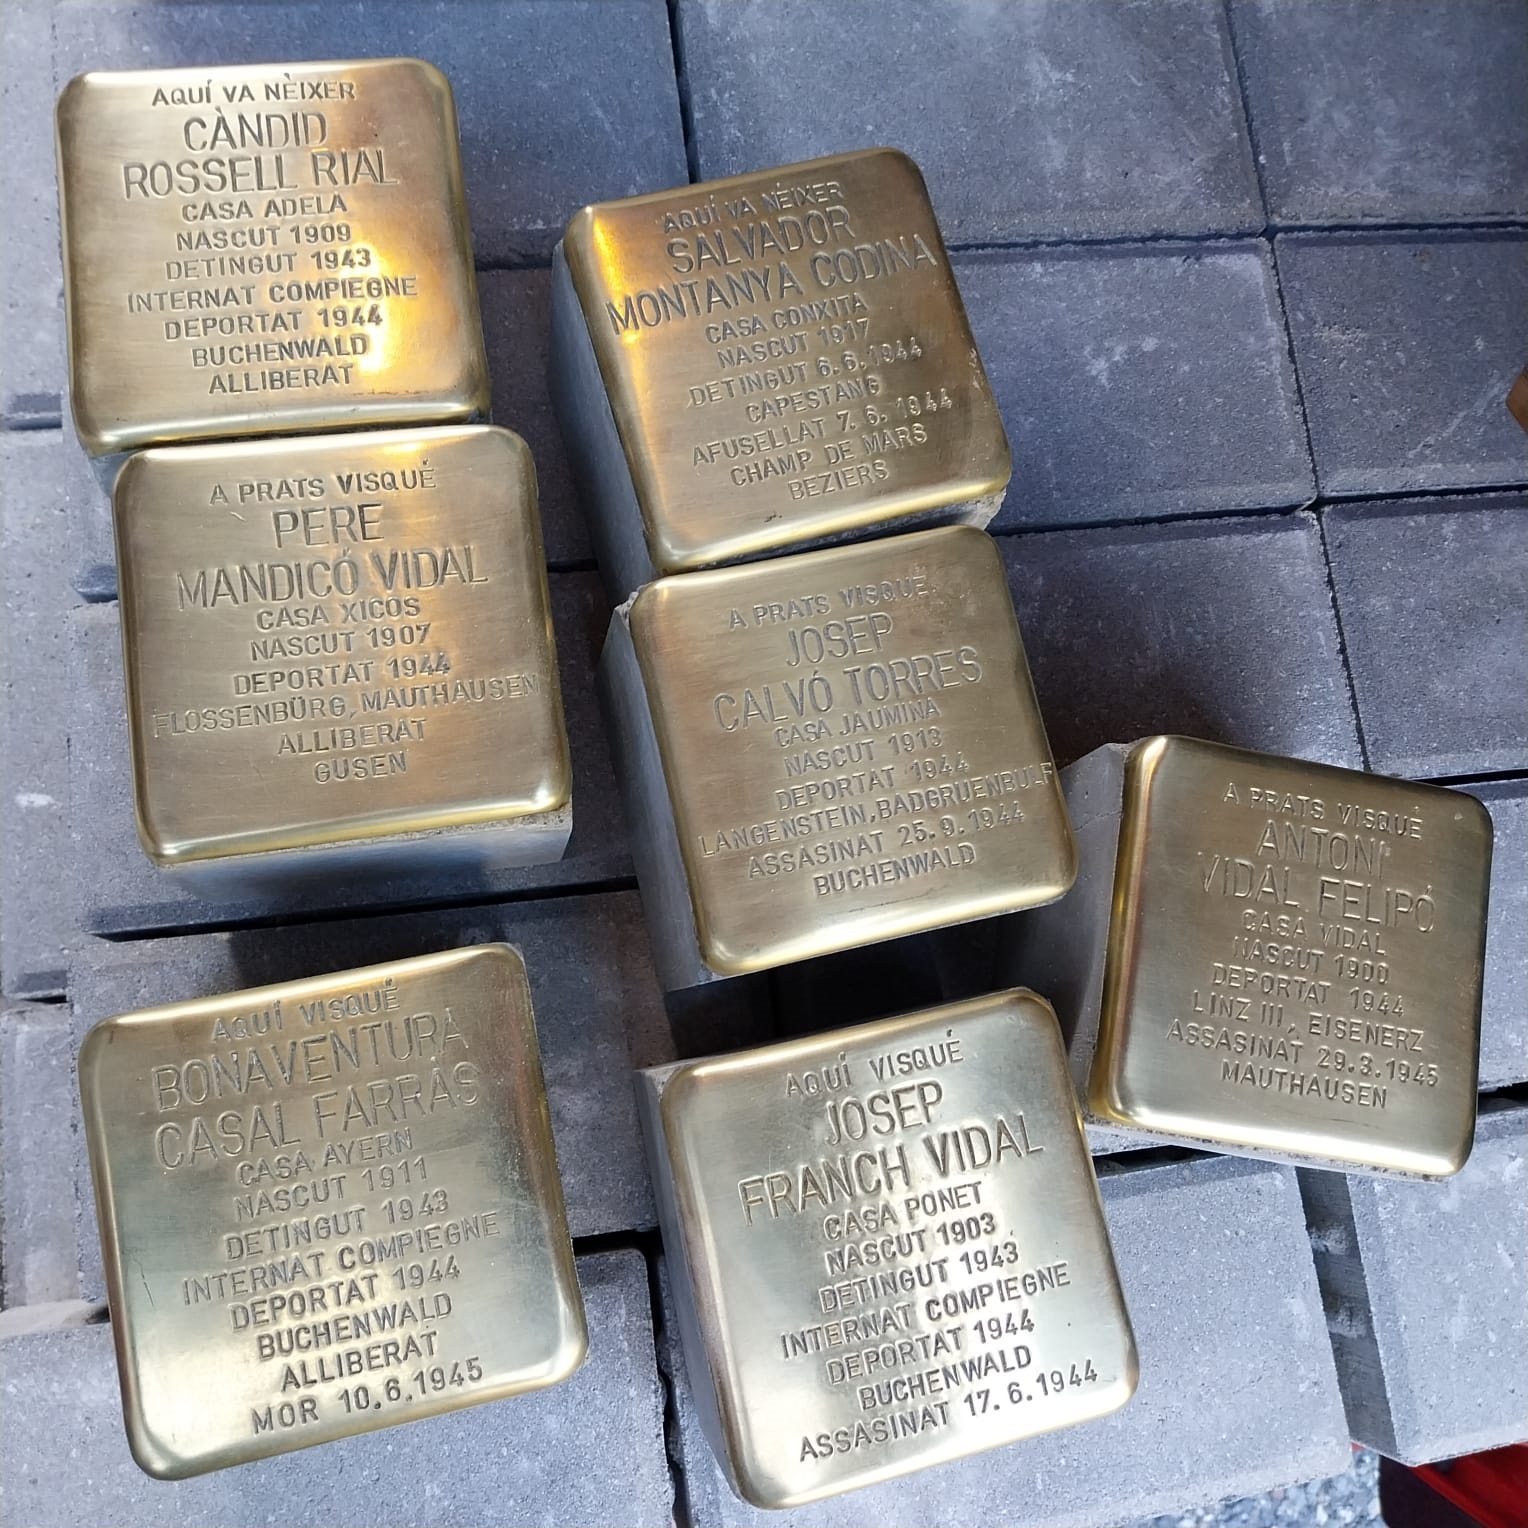 AQUÍ VA NÈIXER
CÀNDID
ROSSELL RIAL
CASA ADELA
NASCUT 1909
DETINGUT 1943
INTERNAT COMPIEGNE
DEPORTAT 1944
BUCHENWALD
ALLIBERAT
AQUÍ VA NÈIXER
SALVADOR
MONTANYA CODINA
CASA CONXITA
NASCUT 1917
DETINGUT 6.6.1944
CAPESTANG
AFUSELLAT 7.6.1944
CHAMP DE MARS
BEZIERS
A PRATS VISQUÉ
PERE
MANDICÓ VIDAL
CASA XICOS
NASCUT 1907
DEPORTAT 1944
FLOSSENBÜRG, MAUTHAUSEN
ALLIBERAT
GUSEN
A PRATS VISQUÉ
JOSEP
CALVÓ TORRES
CASA JAUMINA
NASCUT 1913
DEPORTAT 1944
LANGENSTEIN, BADGRUENBULF
ASSASINAT 25.9.1944
BUCHENWALD
A PRATS VISQUÉ
ANTONI
VIDAL FELIPÓ
CASA VIDAL
NASCUT 1900
DEPORTAT 1944
LINZ III, EISENERZ
ASSASINAT 29.3.1945
MAUTHAUSEN
AQUÍ VISQUÉ
BONAVENTURA
CASAL FARRÁS
CASA AYERN
NASCUT 1911
DETINGUT 1943
INTERNAT COMPIEGNE
DEPORTAT 1944
BUCHENWALD
ALLIBERAT
MOR 10.6.1945
AQUÍ VISQUÉ
JOSEP
FRANCH VIDAL
CASA PONET
NASCUT 1903
DETINGUT 1943
INTERNAT COMPIEGNE
DEPORTAT 1944
BUCHENWALD
ASSASINAT 17.6.1944